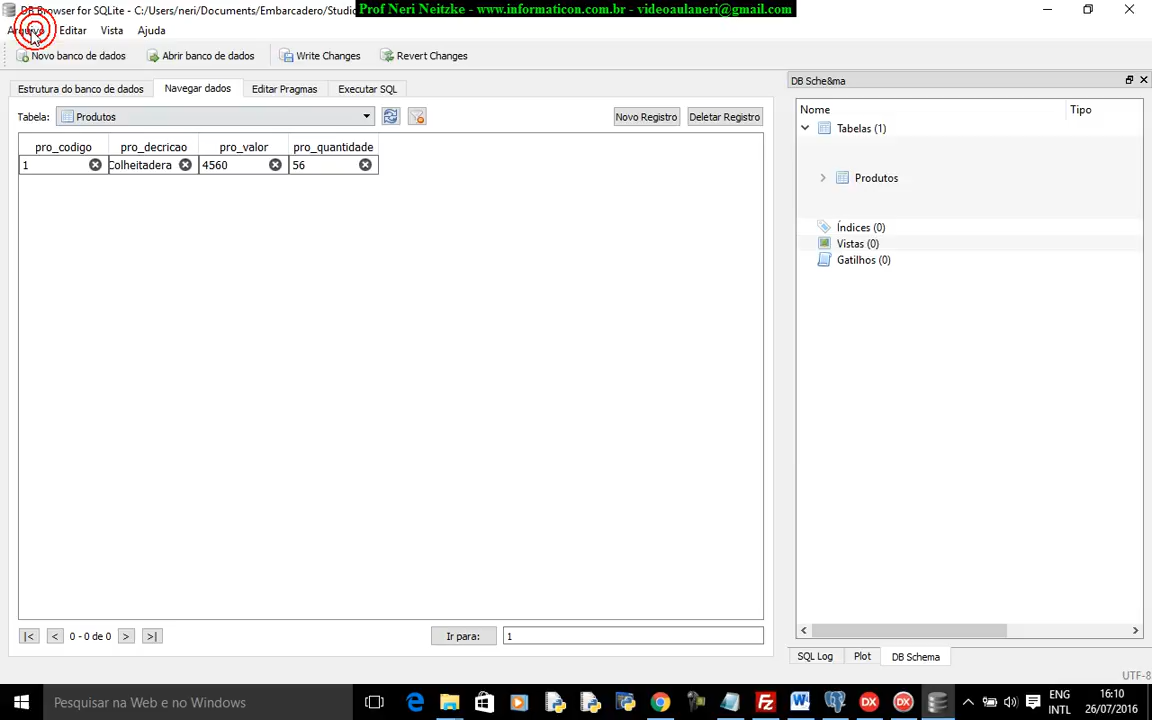 DB Browser for SQLite - C:/Users/neri/Documents/Embarcadero/Studio
Prof Neri Neitzke - www.informaticon.com.br - videoaulaneri@gmail.com
Arquivo Editar Vista Ajuda
Novo banco de dados Abrir banco de dados Write Changes Revert Changes
Estrutura do banco de dados Navegar dados Editar Pragmas Executar SQL
Tabela: Produtos Novo Registro Deletar Registro
pro_codigo pro_decricao pro_valor pro_quantidade
1 Colheitadera 4560 56
0 - 0 de 0 Ir para: 1
DB Sche&ma
Nome Tipo
Tabelas (1)
Produtos
Índices (0)
Vistas (0)
Gatilhos (0)
SQL Log Plot DB Schema
UTF-8
Pesquisar na Web e no Windows
ENG
INTL
16:10
26/07/2016